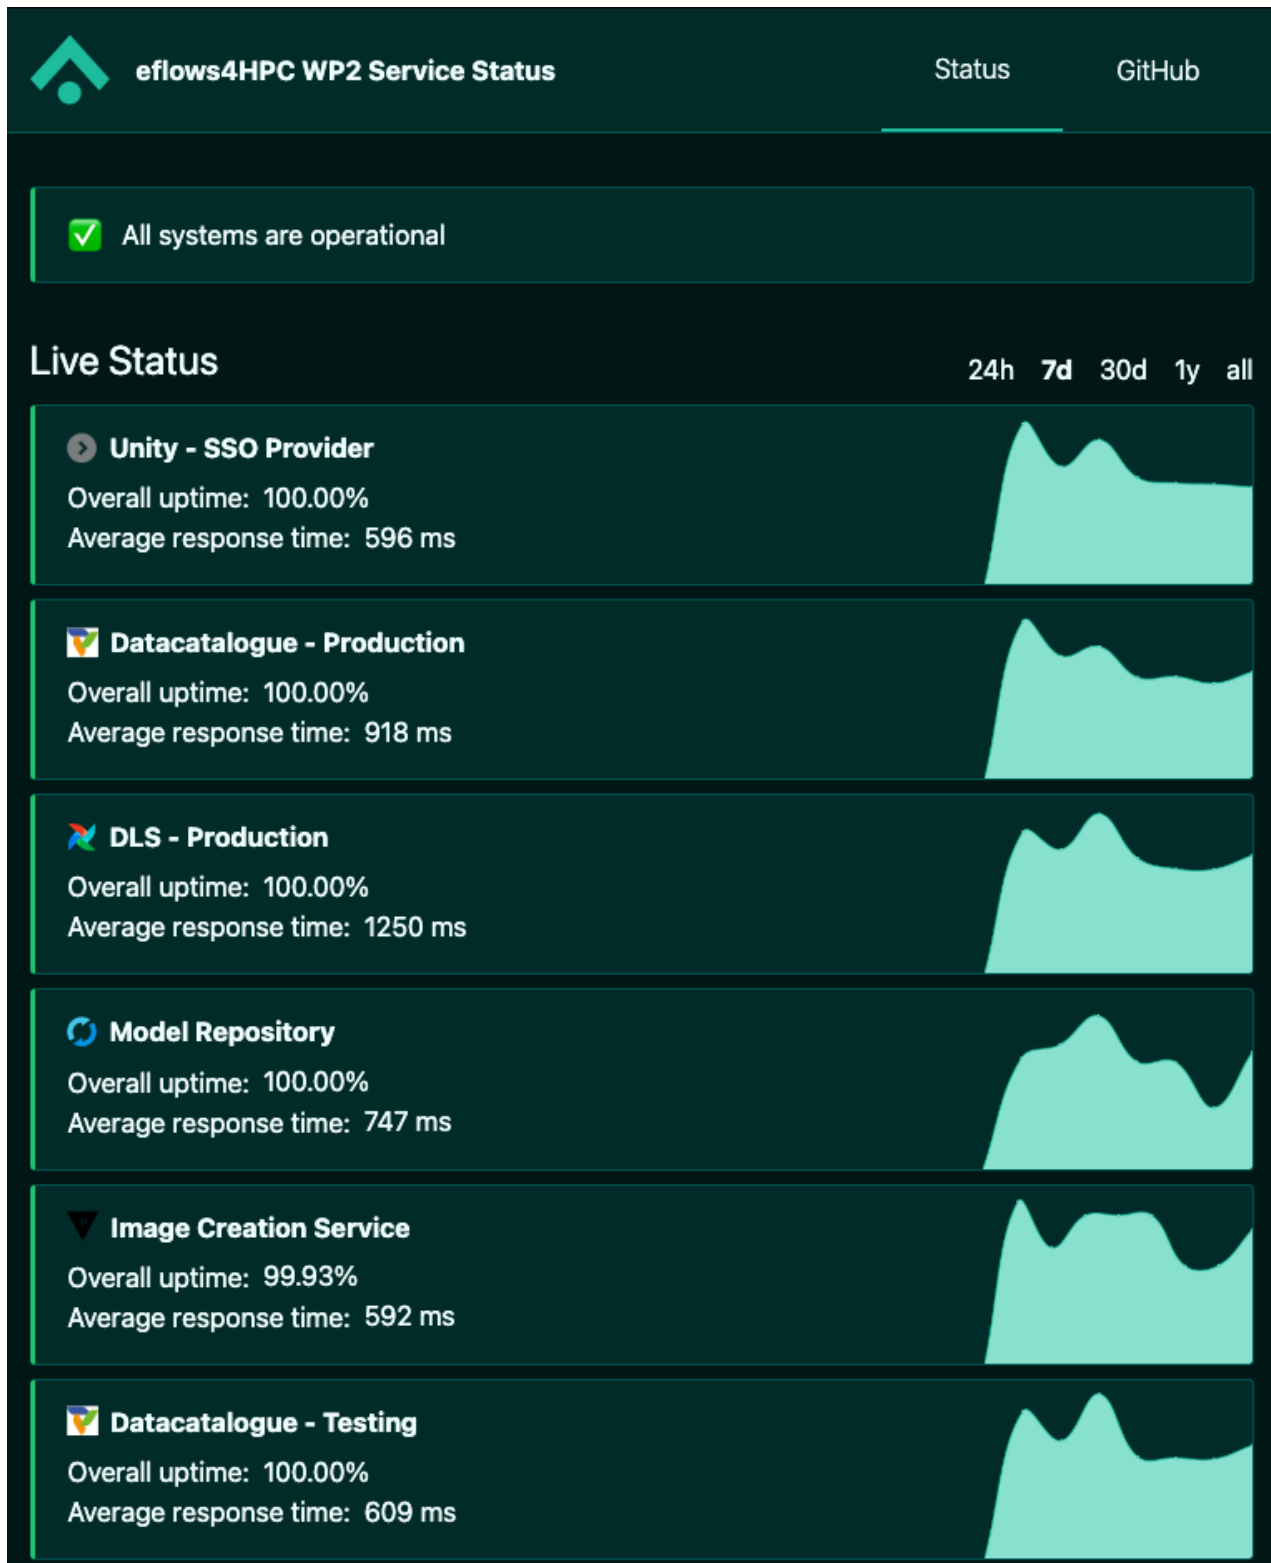 eflows4HPC WP2 Service Status
Status
GitHub
All systems are operational
Live Status
24h 7d 30d 1y all
Unity - SSO Provider
Overall uptime: 100.00%
Average response time: 596 ms
Datacatalogue - Production
Overall uptime: 100.00%
Average response time: 918 ms
DLS - Production
Overall uptime: 100.00%
Average response time: 1250 ms
Model Repository
Overall uptime: 100.00%
Average response time: 747 ms
Image Creation Service
Overall uptime: 99.93%
Average response time: 592 ms
Datacatalogue - Testing
Overall uptime: 100.00%
Average response time: 609 ms